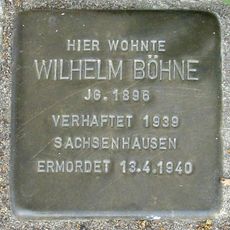 HIER WOHNTE
WILHELM BÖHNE
JG. 1896
VERHAFTET 1939
SACHSENHAUSEN
ERMORDET 13.4.1940